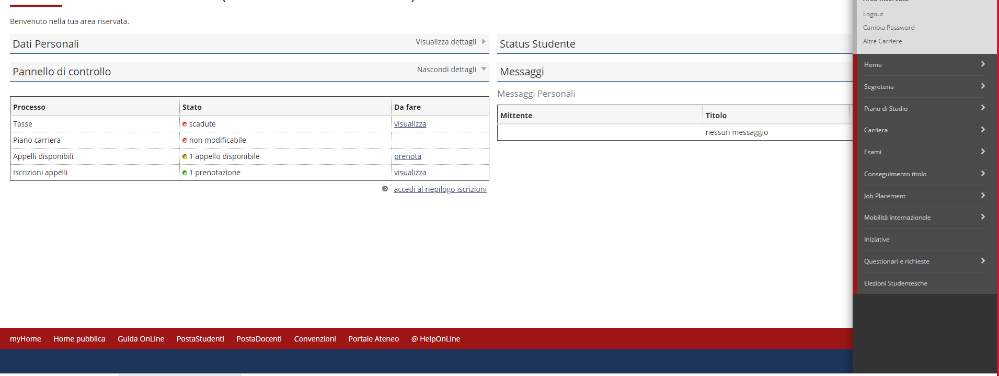 Benvenuto nella tua area riservata.
Dati Personali
Visualizza dettagli
Pannello di controllo
Nascondi dettagli
Processo Stato Da fare
Tasse scadute visualizza
Piano carriera non modificabile
Appelli disponibili 1 appello disponibile prenota
Iscrizioni appelli 1 prenotazione visualizza
accedi al riepilogo iscrizioni
Status Studente
Messaggi
Messaggi Personali
Mittente Titolo
nessun messaggio
Area Riservata
Logout
Cambia Password
Altre Carriere
Home
Segreteria
Piano di Studio
Carriera
Esami
Conseguimento titolo
Job Placement
Mobilità internazionale
Iniziative
Questionari e richieste
Elezioni Studentesche
myHome Home pubblica Guida OnLine PostaStudenti PostaDocenti Convenzioni Portale Ateneo @ HelpOnLine